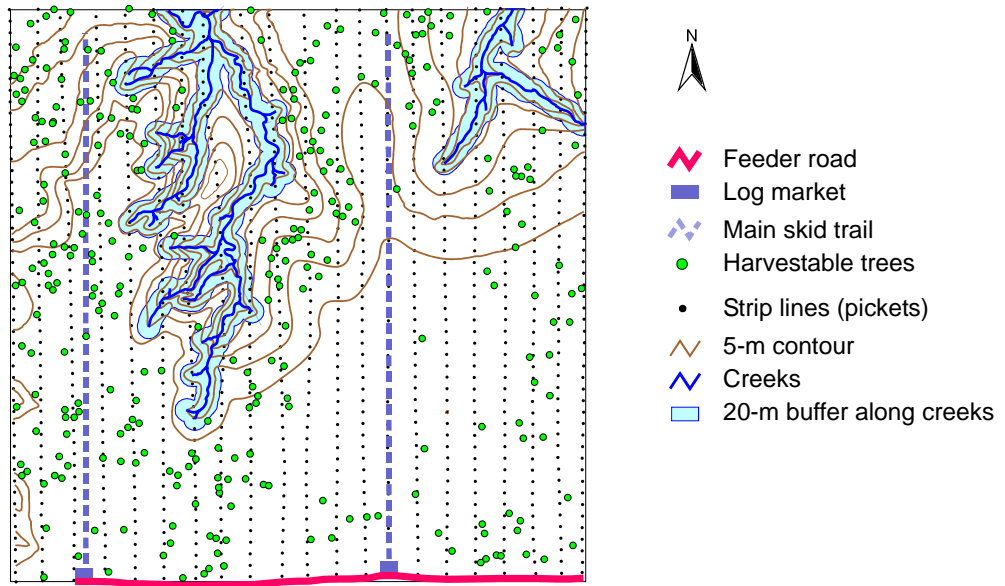 N
Feeder road
Log market
Main skid trail
Harvestable trees
Strip lines (pickets)
5-m contour
Creeks
20-m buffer along creeks